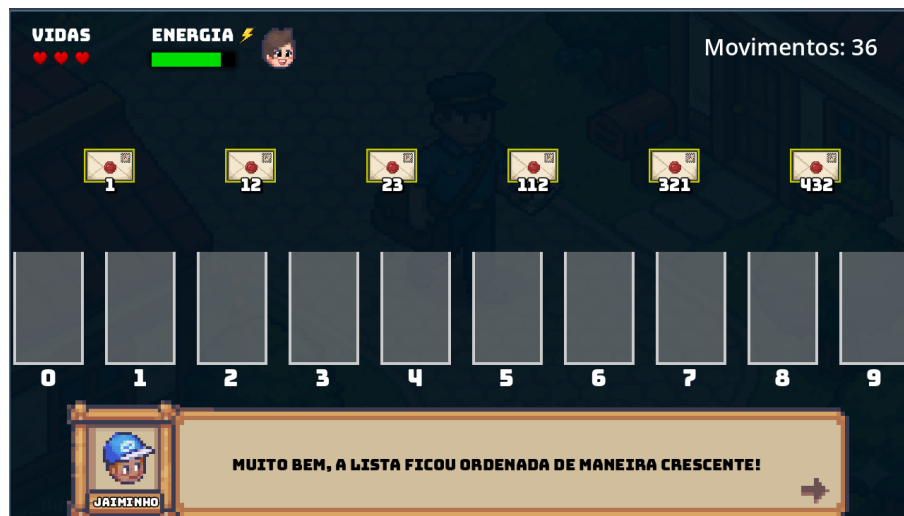 VIDAS
ENERGIA
Movimentos: 36
1
12
23
112
321
432
0 1 2 3 4 5 6 7 8 9
MUITO BEM, A LISTA FICOU ORDENADA DE MANEIRA CRESCENTE!
JAIMINHO